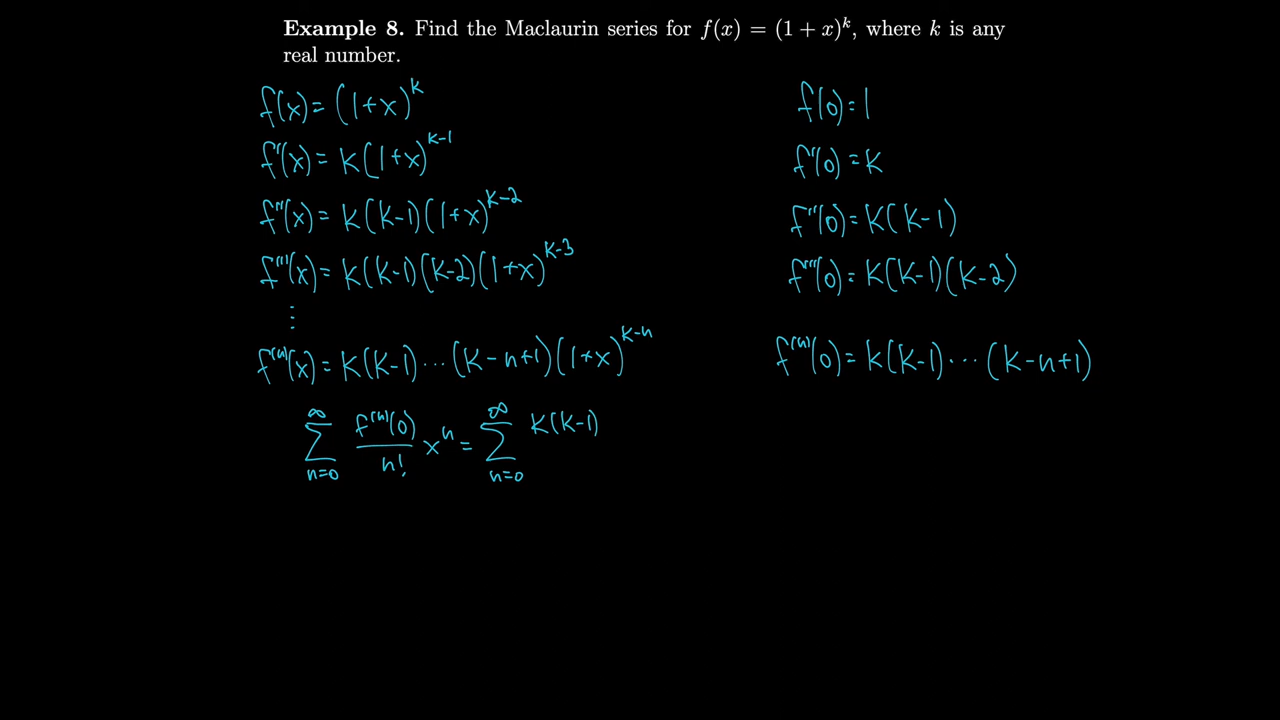 Example 8. Find the Maclaurin series for f(x) = (1 + x)^k, where k is any
real number.
f(x) = (1+x)^k
f(0) = 1
f'(x) = k(1+x)^{k-1}
f'(0) = k
f''(x) = k(k-1)(1+x)^{k-2}
f''(0) = k(k-1)
f'''(x) = k(k-1)(k-2)(1+x)^{k-3}
f'''(0) = k(k-1)(k-2)
⋮
f^{(n)}(x) = k(k-1)⋯(k-n+1)(1+x)^{k-n}
f^{(n)}(0) = k(k-1)⋯(k-n+1)
∑_{n=0}^{∞} \frac{f^{(n)}(0)}{n!} x^n = ∑_{n=0}^{∞} k(k-1)